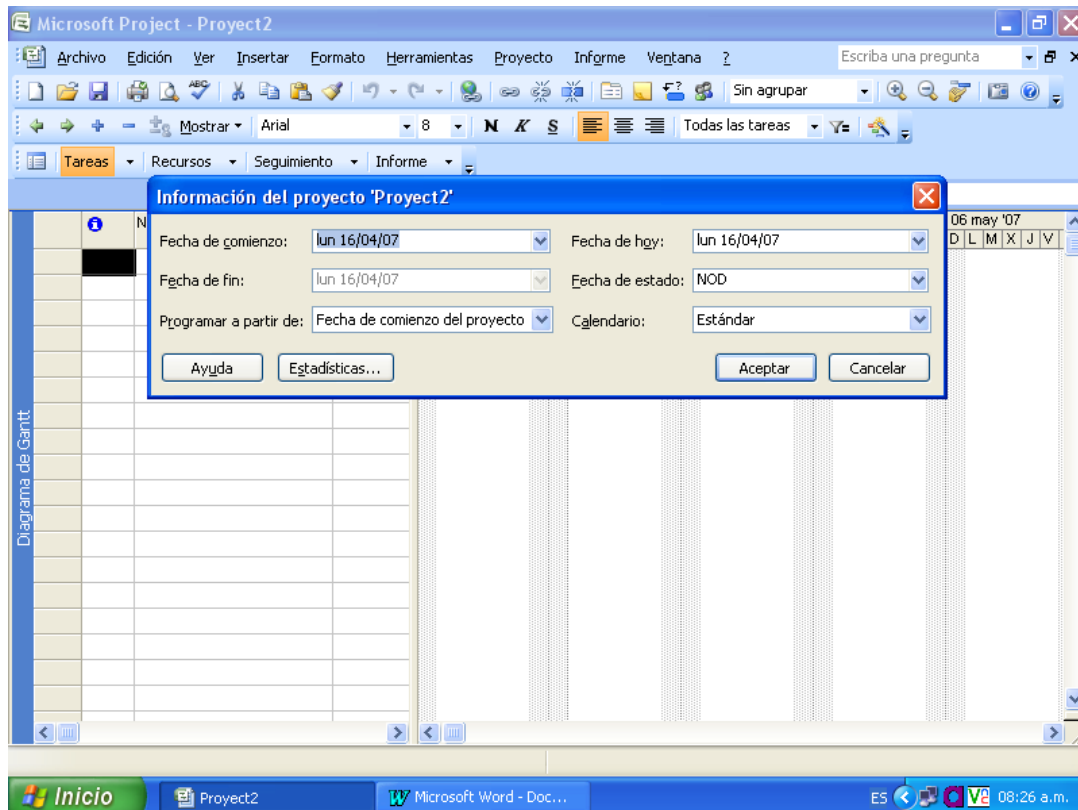 Microsoft Project - Proyect2
Archivo Edición Ver Insertar Formato Herramientas Proyecto Informe Ventana ? Escriba una pregunta
ABC Sin agrupar
Mostrar Arial 8 N K S Todas las tareas
Tareas Recursos Seguimiento Informe
Información del proyecto 'Proyect2'
N 06 may '07
D L M X J V
Fecha de comienzo: lun 16/04/07 Fecha de hoy: lun 16/04/07
Fecha de fin: lun 16/04/07 Fecha de estado: NOD
Programar a partir de: Fecha de comienzo del proyecto Calendario: Estándar
Ayuda Estadísticas... Aceptar Cancelar
Diagrama de Gantt
Inicio Proyect2 Microsoft Word - Doc... ES 08:26 a.m.